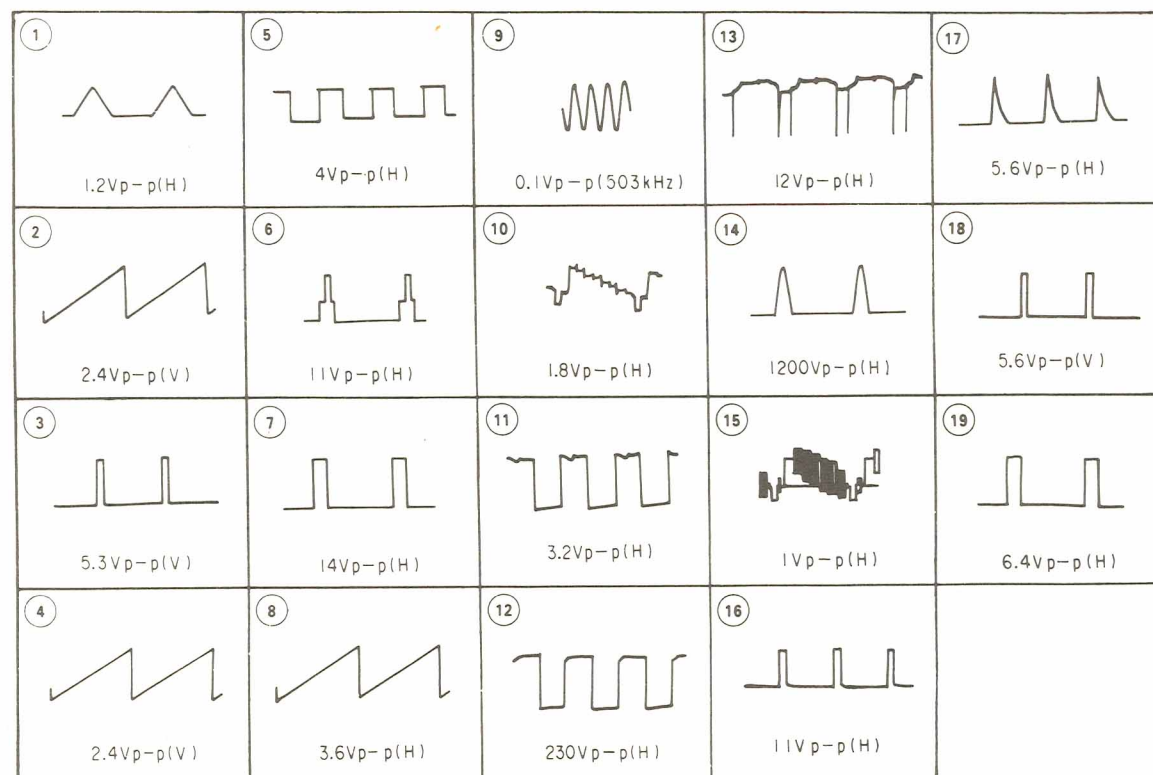 1
1.2Vp-p(H)
5
4Vp-p(H)
9
0.1Vp-p(503kHz)
13
12Vp-p(H)
17
5.6Vp-p(H)
2
2.4Vp-p(V)
6
11Vp-p(H)
10
1.8Vp-p(H)
14
1200Vp-p(H)
18
5.6Vp-p(V)
3
5.3Vp-p(V)
7
14Vp-p(H)
11
3.2Vp-p(H)
15
1Vp-p(H)
19
6.4Vp-p(H)
4
2.4Vp-p(V)
8
3.6Vp-p(H)
12
230Vp-p(H)
16
11Vp-p(H)